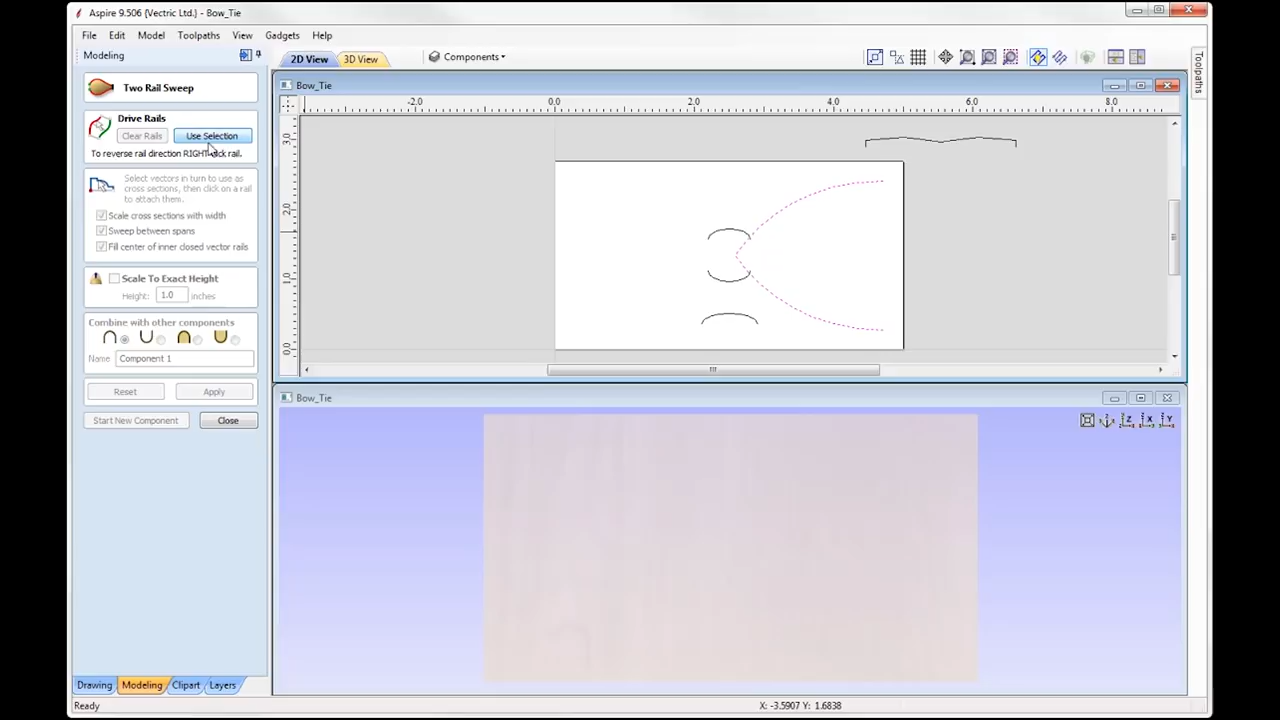 Aspire 9.506 {Vectric Ltd.} - Bow_Tie
File Edit Model Toolpaths View Gadgets Help
Modeling
2D View 3D View Components
Two Rail Sweep
Drive Rails
Clear Rails Use Selection
To reverse rail direction RIGHT click rail.
Select vectors in turn to use as
cross sections, then click on a rail
to attach them.
Scale cross sections with width
Sweep between spans
Fill center of inner closed vector rails
Scale To Exact Height
Height: 1.0 inches
Combine with other components
Name Component 1
Reset Apply
Start New Component Close
Bow_Tie
-2.0 0.0 2.0 4.0 6.0 8.0
3.0
2.0
1.0
0.0
Bow_Tie
Z X Y
Toolpaths
Drawing Modeling Clipart Layers
Ready X: -3.5907 Y: 1.6838